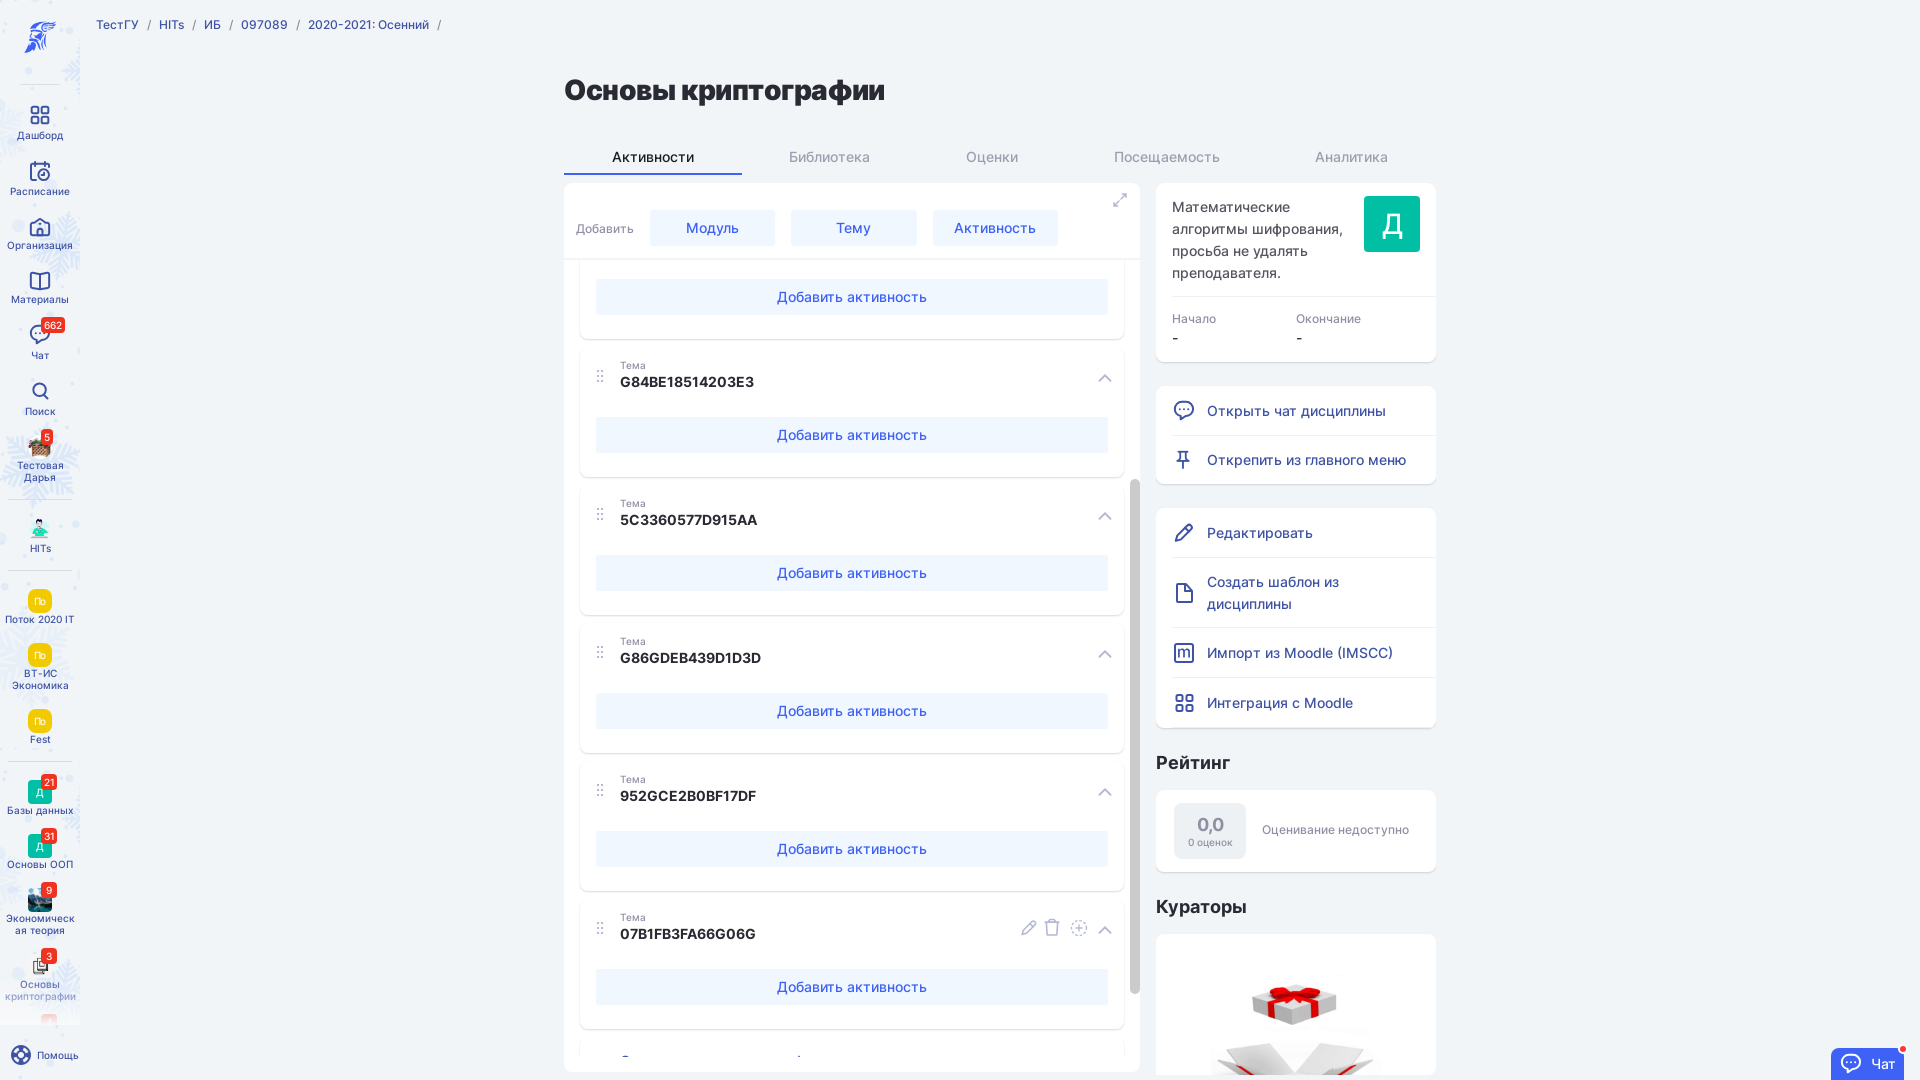 ТестГУ / HITs / ИБ / 097089 / 2020-2021: Осенний /
Дашборд
Расписание
Организация
Материалы
662
Чат
Поиск
5
Тестовая
Дарья
HITs
По
Поток 2020 IT
По
ВТ-ИС
Экономика
По
Fest
21
Д
Базы данных
31
Д
Основы ООП
9
Экономическ
ая теория
3
Основы
криптографии
Помощь
Основы криптографии
Активности
Библиотека
Оценки
Посещаемость
Аналитика
Добавить
Модуль
Тему
Активность
Добавить активность
Тема
G84BE18514203E3
Добавить активность
Тема
5C3360577D915AA
Добавить активность
Тема
G86GDEB439D1D3D
Добавить активность
Тема
952GCE2B0BF17DF
Добавить активность
Тема
07B1FB3FA66G06G
Добавить активность
Математические
алгоритмы шифрования,
просьба не удалять
преподавателя.
Д
Начало
Окончание
-
-
Открыть чат дисциплины
Открепить из главного меню
Редактировать
Создать шаблон из
дисциплины
Импорт из Moodle (IMSCC)
Интеграция с Moodle
Рейтинг
0,0
0 оценок
Оценивание недоступно
Кураторы
Чат